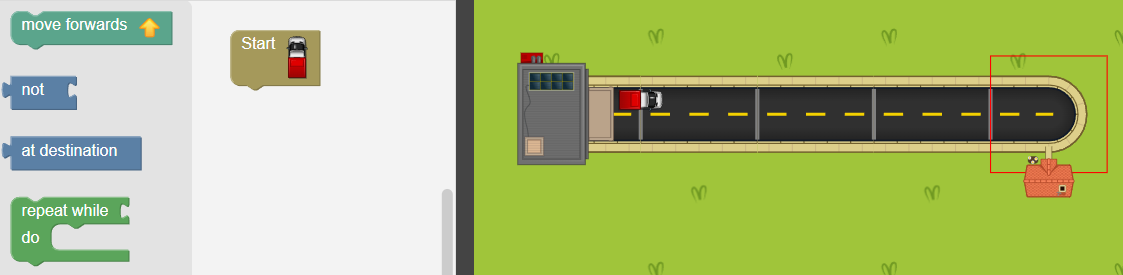 move forwards
Start
not
at destination
repeat while
do